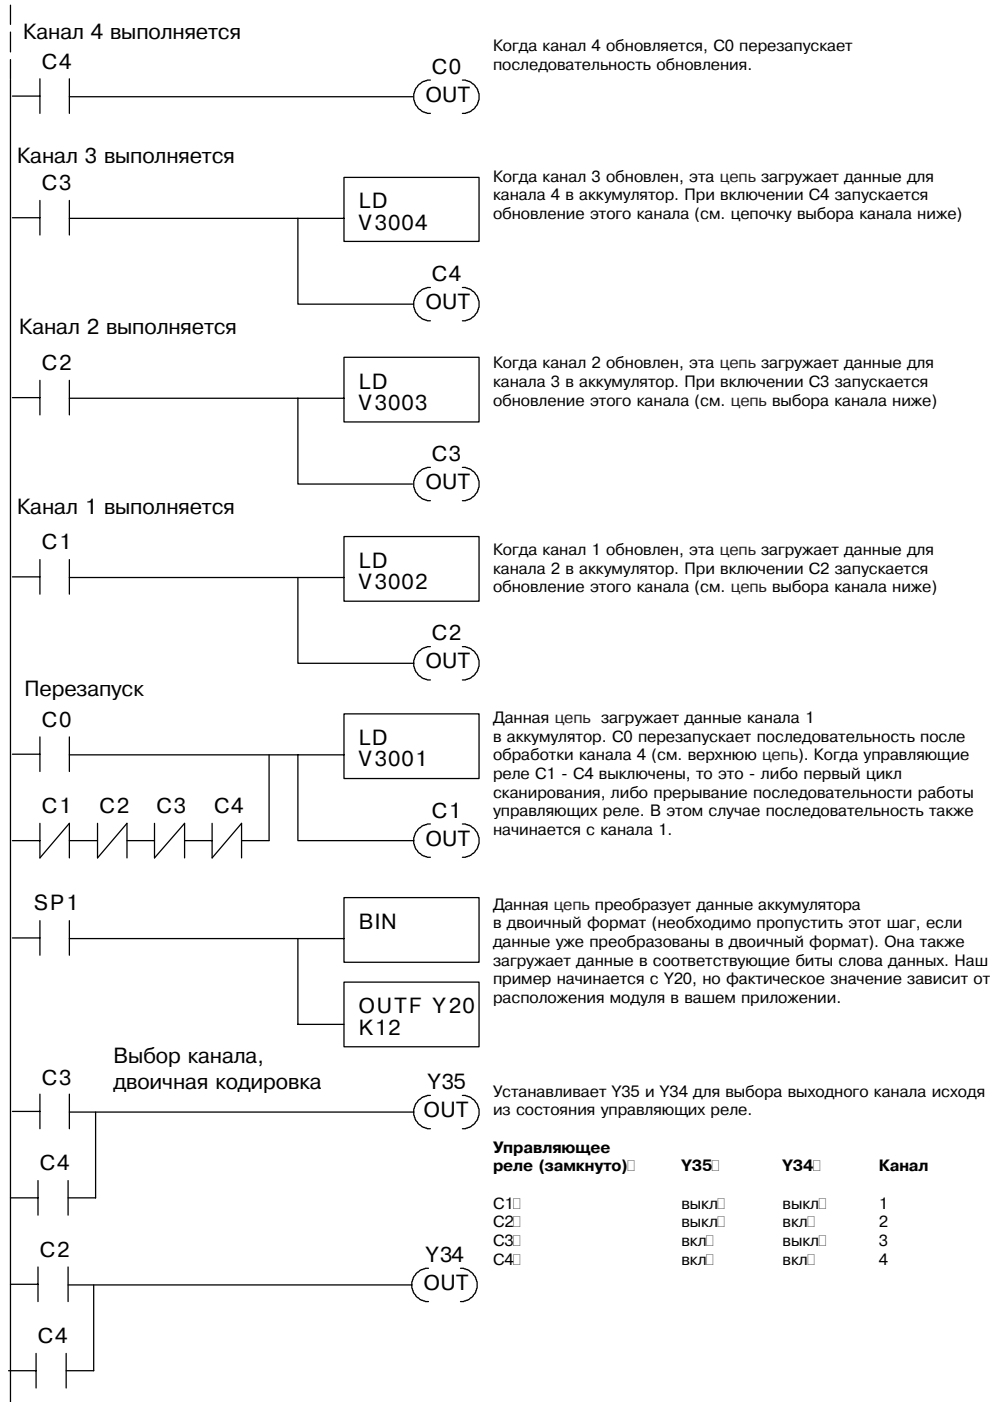 Канал 4 выполняется
C4
C0
OUT
Когда канал 4 обновляется, С0 перезапускает
последовательность обновления.
Канал 3 выполняется
C3
LD
V3004
C4
OUT
Когда канал 3 обновлен, эта цепь загружает данные для
канала 4 в аккумулятор. При включении С4 запускается
обновление этого канала (см. цепочку выбора канала ниже)
Канал 2 выполняется
C2
LD
V3003
C3
OUT
Когда канал 2 обновлен, эта цепь загружает данные для
канала 3 в аккумулятор. При включении С3 запускается
обновление этого канала (см. цепь выбора канала ниже)
Канал 1 выполняется
C1
LD
V3002
C2
OUT
Когда канал 1 обновлен, эта цепь загружает данные для
канала 2 в аккумулятор. При включении С2 запускается
обновление этого канала (см. цепь выбора канала ниже)
Перезапуск
C0
LD
V3001
C1 C2 C3 C4
C1
OUT
Данная цепь загружает данные канала 1
в аккумулятор. С0 перезапускает последовательность после
обработки канала 4 (см. верхнюю цепь). Когда управляющие
реле С1 - С4 выключены, то это - либо первый цикл
сканирования, либо прерывание последовательности работы
управляющих реле. В этом случае последовательность также
начинается с канала 1.
SP1
BIN
OUTF Y20
K12
Данная цепь преобразует данные аккумулятора
в двоичный формат (необходимо пропустить этот шаг, если
данные уже преобразованы в двоичный формат). Она также
загружает данные в соответствующие биты слова данных. Наш
пример начинается с Y20, но фактическое значение зависит от
расположения модуля в вашем приложении.
Выбор канала,
двоичная кодировка
C3
Y35
OUT
C4
Устанавливает Y35 и Y34 для выбора выходного канала исходя
из состояния управляющих реле.
Управляющее
реле (замкнуто) Y35 Y34 Канал
С1 выкл выкл 1
С2 выкл вкл 2
С3 вкл выкл 3
С4 вкл вкл 4
C2
Y34
OUT
C4